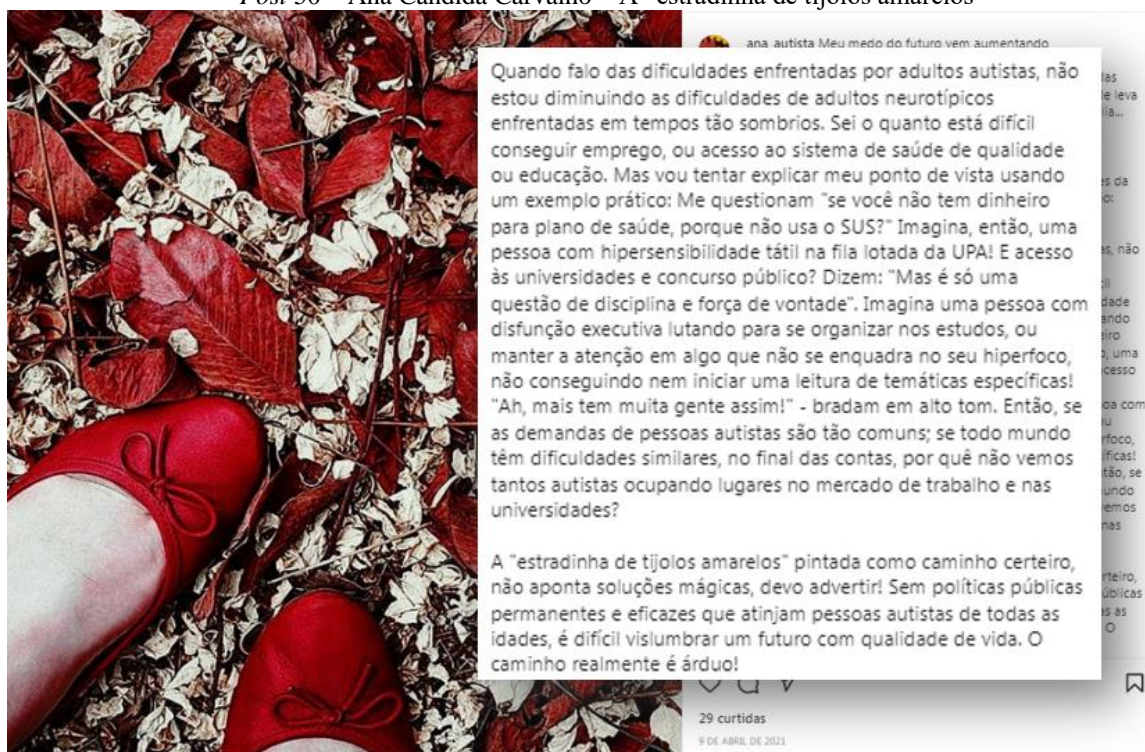 Post 36 – Ana Cândida Carvalho – A "estradinha de tijolos amarelos"
ana_autista Meu medo do futuro vem aumentando
Quando falo das dificuldades enfrentadas por adultos autistas, não
estou diminuindo as dificuldades de adultos neurotípicos
enfrentadas em tempos tão sombrios. Sei o quanto está difícil
conseguir emprego, ou acesso ao sistema de saúde de qualidade
ou educação. Mas vou tentar explicar meu ponto de vista usando
um exemplo prático: Me questionam "se você não tem dinheiro
para plano de saúde, porque não usa o SUS?" Imagina, então, uma
pessoa com hipersensibilidade tátil na fila lotada da UPA! E acesso
às universidades e concurso público? Dizem: "Mas é só uma
questão de disciplina e força de vontade". Imagina uma pessoa com
disfunção executiva lutando para se organizar nos estudos, ou
manter a atenção em algo que não se enquadra no seu hiperfoco,
não conseguindo nem iniciar uma leitura de temáticas específicas!
"Ah, mais tem muita gente assim!" - bradam em alto tom. Então, se
as demandas de pessoas autistas são tão comuns; se todo mundo
têm dificuldades similares, no final das contas, por quê não vemos
tantos autistas ocupando lugares no mercado de trabalho e nas
universidades?
A "estradinha de tijolos amarelos" pintada como caminho certeiro,
não aponta soluções mágicas, devo advertir! Sem políticas públicas
permanentes e eficazes que atinjam pessoas autistas de todas as
idades, é difícil vislumbrar um futuro com qualidade de vida. O
caminho realmente é árduo!
29 curtidas
9 DE ABRIL DE 2021